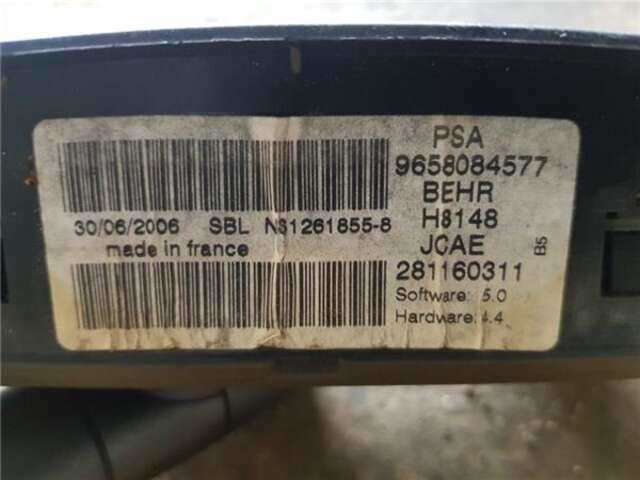 30/06/2006 SBL N31261855-8
made in france
PSA
9658084577
BEHR
H8148
JCAE
281160311
Software: 5.0
Hardware: 4.4
B5